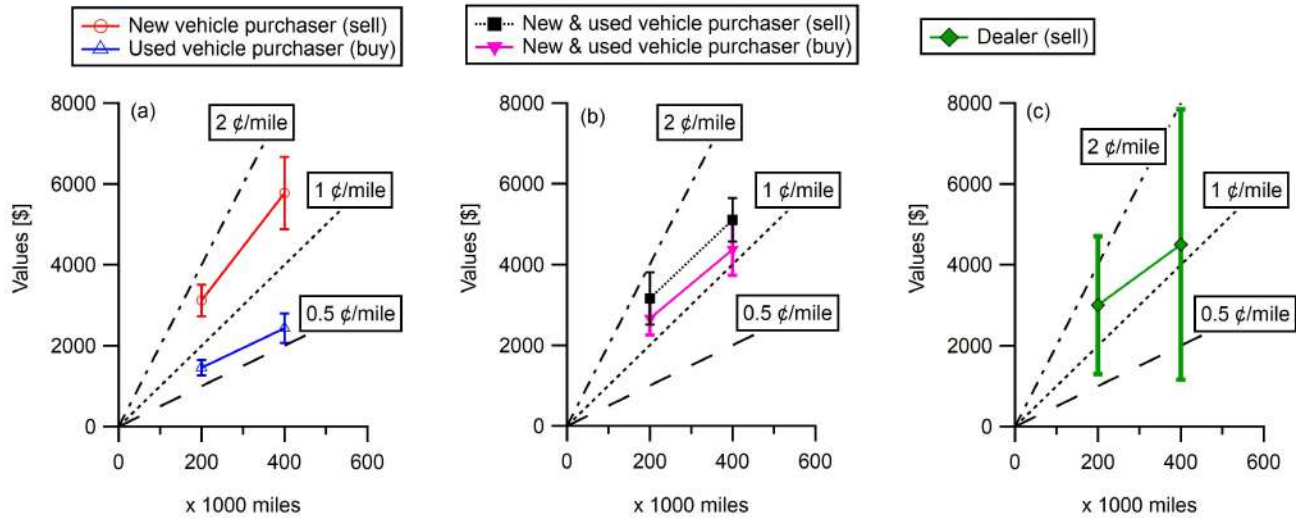 New vehicle purchaser (sell)
Used vehicle purchaser (buy)
New & used vehicle purchaser (sell)
New & used vehicle purchaser (buy)
Dealer (sell)
(a)
2 ¢/mile
1 ¢/mile
0.5 ¢/mile
Values [$]
8000
6000
4000
2000
0
0
200
400
600
x 1000 miles
(b)
2 ¢/mile
1 ¢/mile
0.5 ¢/mile
Values [$]
8000
6000
4000
2000
0
0
200
400
600
x 1000 miles
(c)
2 ¢/mile
1 ¢/mile
0.5 ¢/mile
Values [$]
8000
6000
4000
2000
0
0
200
400
600
x 1000 miles